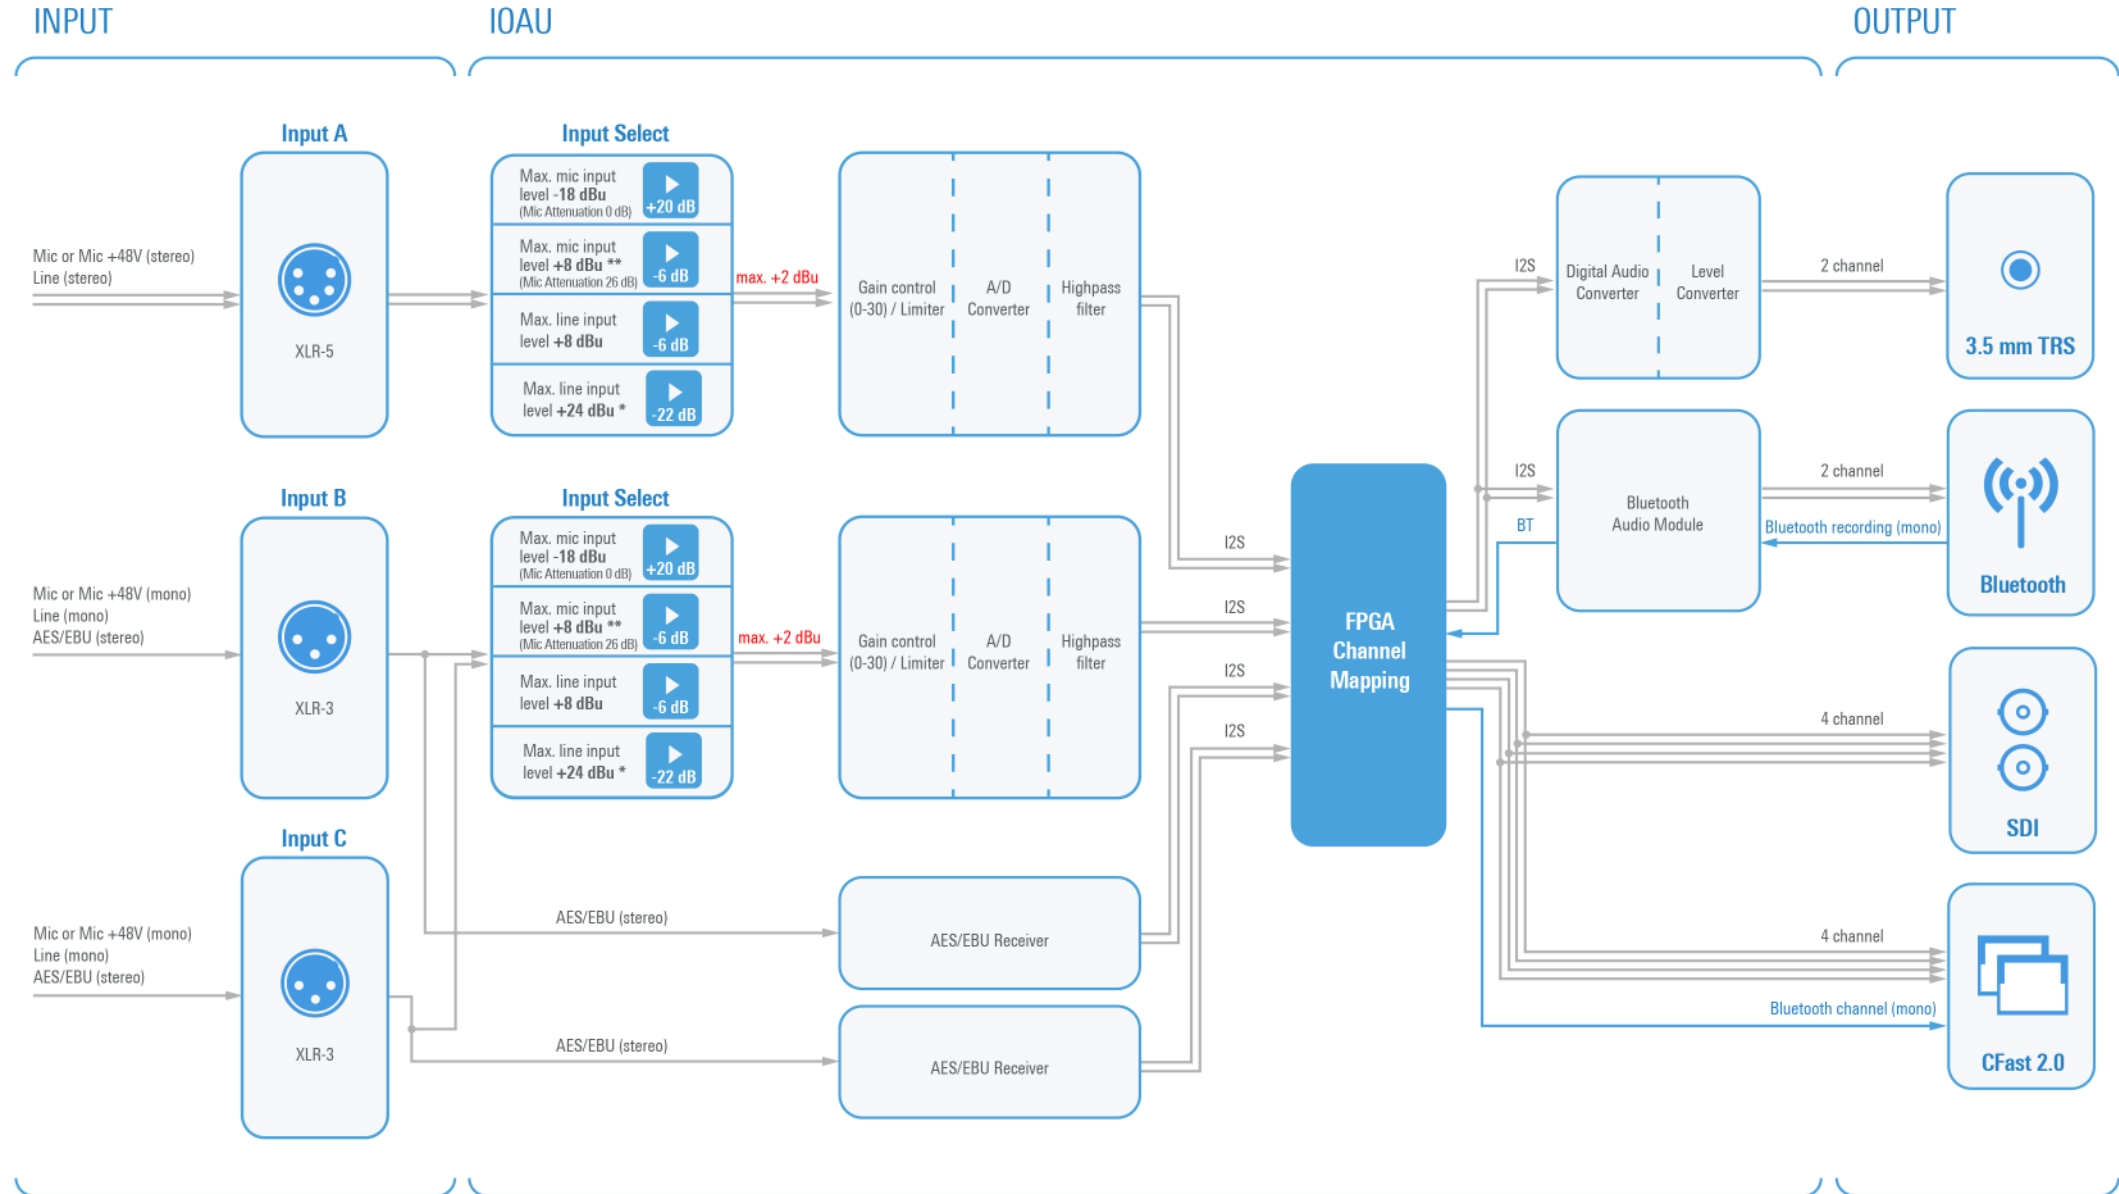 INPUT
IOAU
OUTPUT
Input A
Mic or Mic +48V (stereo)
Line (stereo)
XLR-5
Input Select
Max. mic input
level -18 dBu
(Mic Attenuation 0 dB)
+20 dB
Max. mic input
level +8 dBu **
(Mic Attenuation 26 dB)
-6 dB
Max. line input
level +8 dBu
-6 dB
Max. line input
level +24 dBu *
-22 dB
max. +2 dBu
Gain control
(0-30) / Limiter
A/D
Converter
Highpass
filter
Input B
Mic or Mic +48V (mono)
Line (mono)
AES/EBU (stereo)
XLR-3
Input Select
Max. mic input
level -18 dBu
(Mic Attenuation 0 dB)
+20 dB
Max. mic input
level +8 dBu **
(Mic Attenuation 26 dB)
-6 dB
Max. line input
level +8 dBu
-6 dB
Max. line input
level +24 dBu *
-22 dB
max. +2 dBu
Gain control
(0-30) / Limiter
A/D
Converter
Highpass
filter
Input C
Mic or Mic +48V (mono)
Line (mono)
AES/EBU (stereo)
XLR-3
AES/EBU (stereo)
AES/EBU Receiver
AES/EBU (stereo)
AES/EBU Receiver
I2S
I2S
I2S
I2S
FPGA
Channel
Mapping
I2S
Digital Audio
Converter
Level
Converter
2 channel
3.5 mm TRS
I2S
BT
Bluetooth
Audio Module
2 channel
Bluetooth recording (mono)
Bluetooth
4 channel
SDI
4 channel
Bluetooth channel (mono)
CFast 2.0